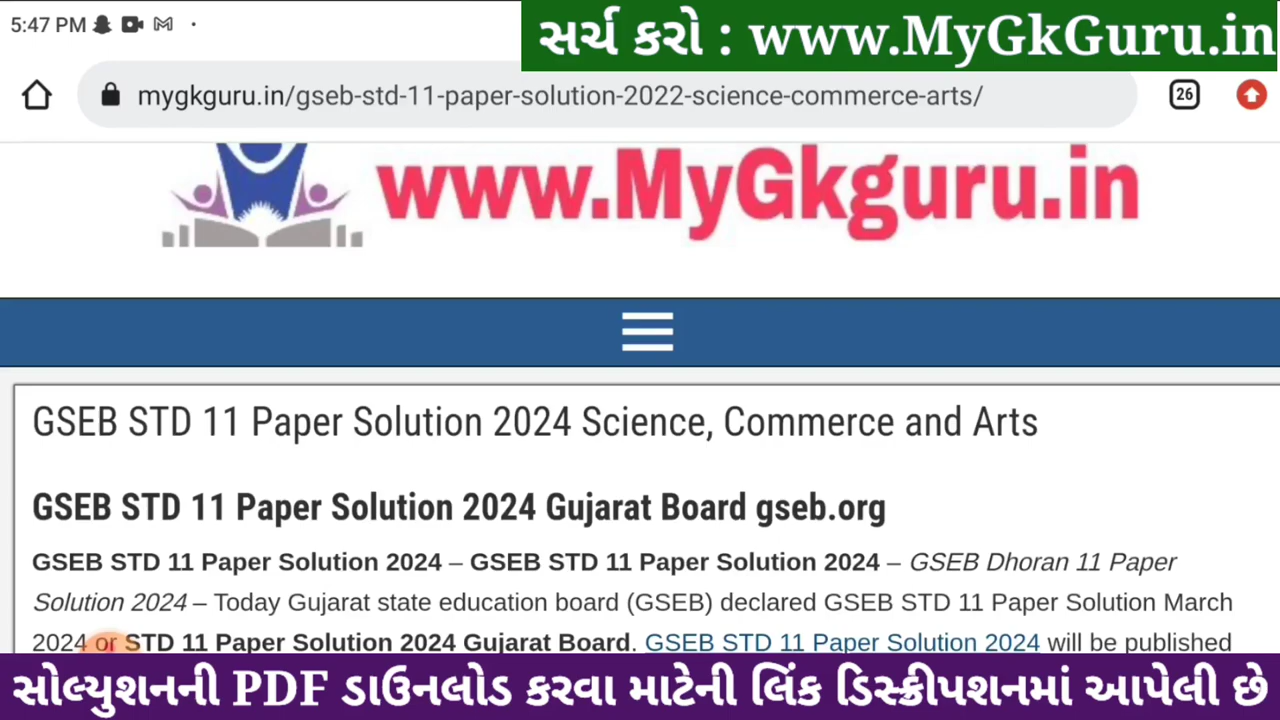 5:47 PM
સર્ચ કરો : www.MyGkGuru.in
mygkguru.in/gseb-std-11-paper-solution-2022-science-commerce-arts/
26
www.MyGkguru.in
GSEB STD 11 Paper Solution 2024 Science, Commerce and Arts
GSEB STD 11 Paper Solution 2024 Gujarat Board gseb.org
GSEB STD 11 Paper Solution 2024 – GSEB STD 11 Paper Solution 2024 – GSEB Dhoran 11 Paper
Solution 2024 – Today Gujarat state education board (GSEB) declared GSEB STD 11 Paper Solution March
2024 or STD 11 Paper Solution 2024 Gujarat Board. GSEB STD 11 Paper Solution 2024 will be published
સોલ્યુશનની PDF ડાઉનલોડ કરવા માટેની લિંક ડિસ્ક્રીપશનમાં આપેલી છે